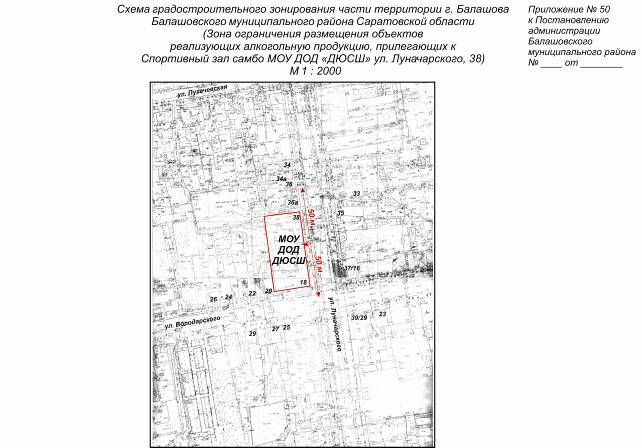 Схема градостроительного зонирования части территории г. Балашова
Балашовского муниципального района Саратовской области
(Зона ограничения размещения объектов
реализующих алкогольную продукцию, прилегающих к
Спортивный зал самбо МОУ ДОД «ДЮСШ» ул. Луначарского, 38)
М 1 : 2000
Приложение № 50
к Постановлению
администрации
Балашовского
муниципального района
№ ____ от ________
ул. Пугачевская
34
34а
36
33
36а
38
50 м
35
МОУ
ДОД
ДЮСШ
50 м
37/16
18
20
22
24
26
ул. Володарского
ул. Луначарского
39/29
23
29
27
25